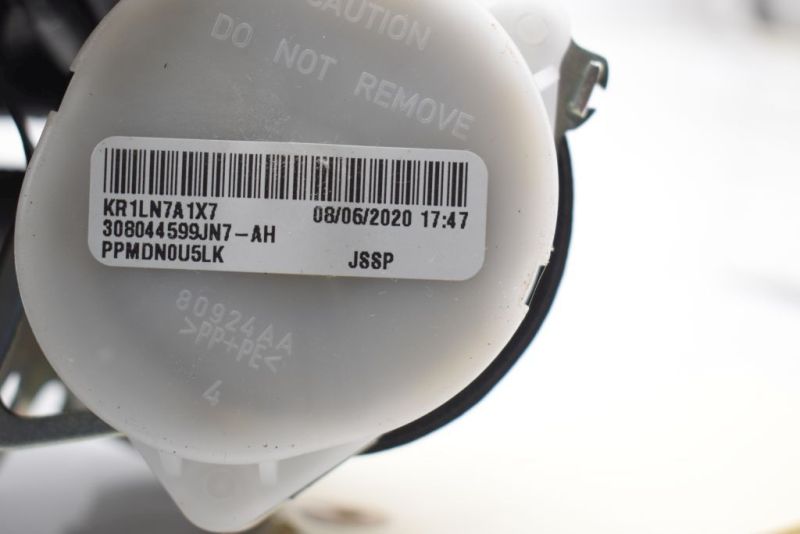 CAUTION
DO NOT REMOVE
KR1LN7A1X7 08/06/2020 17:47
308044599JN7-AH
PPMDN0U5LK JSSP
80924AA
>PP+PE<
4